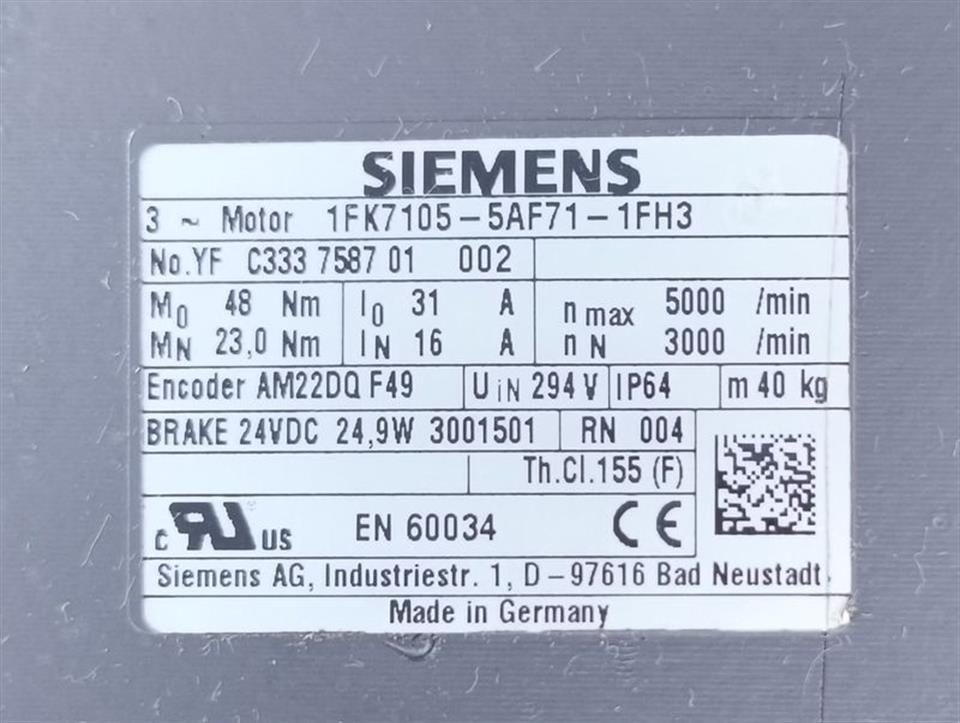 SIEMENS
3 ~ Motor 1FK7105-5AF71-1FH3
No.YF C333 7587 01 002
M0 48 Nm I0 31 A n max 5000 /min
MN 23,0 Nm IN 16 A n N 3000 /min
Encoder AM22DQ F49 U iN 294 V IP64 m 40 kg
BRAKE 24VDC 24,9W 3001501 RN 004
Th.Cl.155 (F)
c RU US EN 60034 CE
Siemens AG, Industriestr. 1, D-97616 Bad Neustadt
Made in Germany